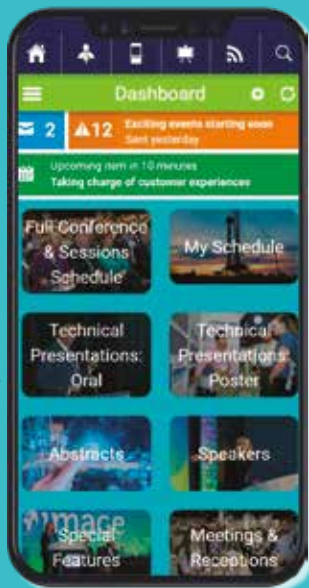 Dashboard
2
12
Exciting events starting soon
Sent yesterday
Upcoming item in 10 minutes
Taking charge of customer experiences
Full Conference
& Sessions
Schedule
My Schedule
Technical
Presentations:
Oral
Technical
Presentations:
Poster
Abstracts
Speakers
image
Special
Features
Meetings &
Receptions